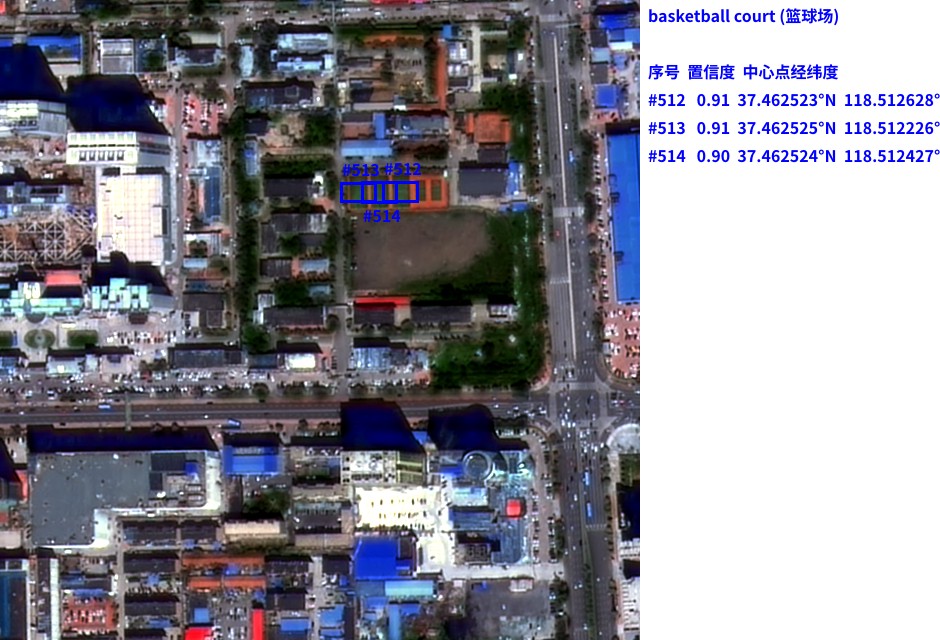 basketball court (篮球场)
序号 置信度 中心点经纬度
#512 0.91 37.462523°N 118.512628°
#513 0.91 37.462525°N 118.512226°
#514 0.90 37.462524°N 118.512427°
#513 #512
#514